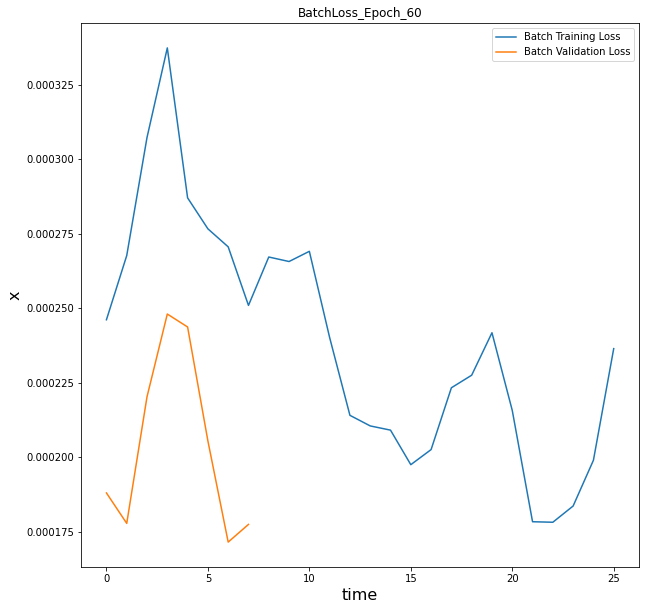 BatchLoss_Epoch_60
Batch Training Loss
Batch Validation Loss
0.000325
0.000300
0.000275
0.000250
0.000225
0.000200
0.000175
x
0 5 10 15 20 25
time